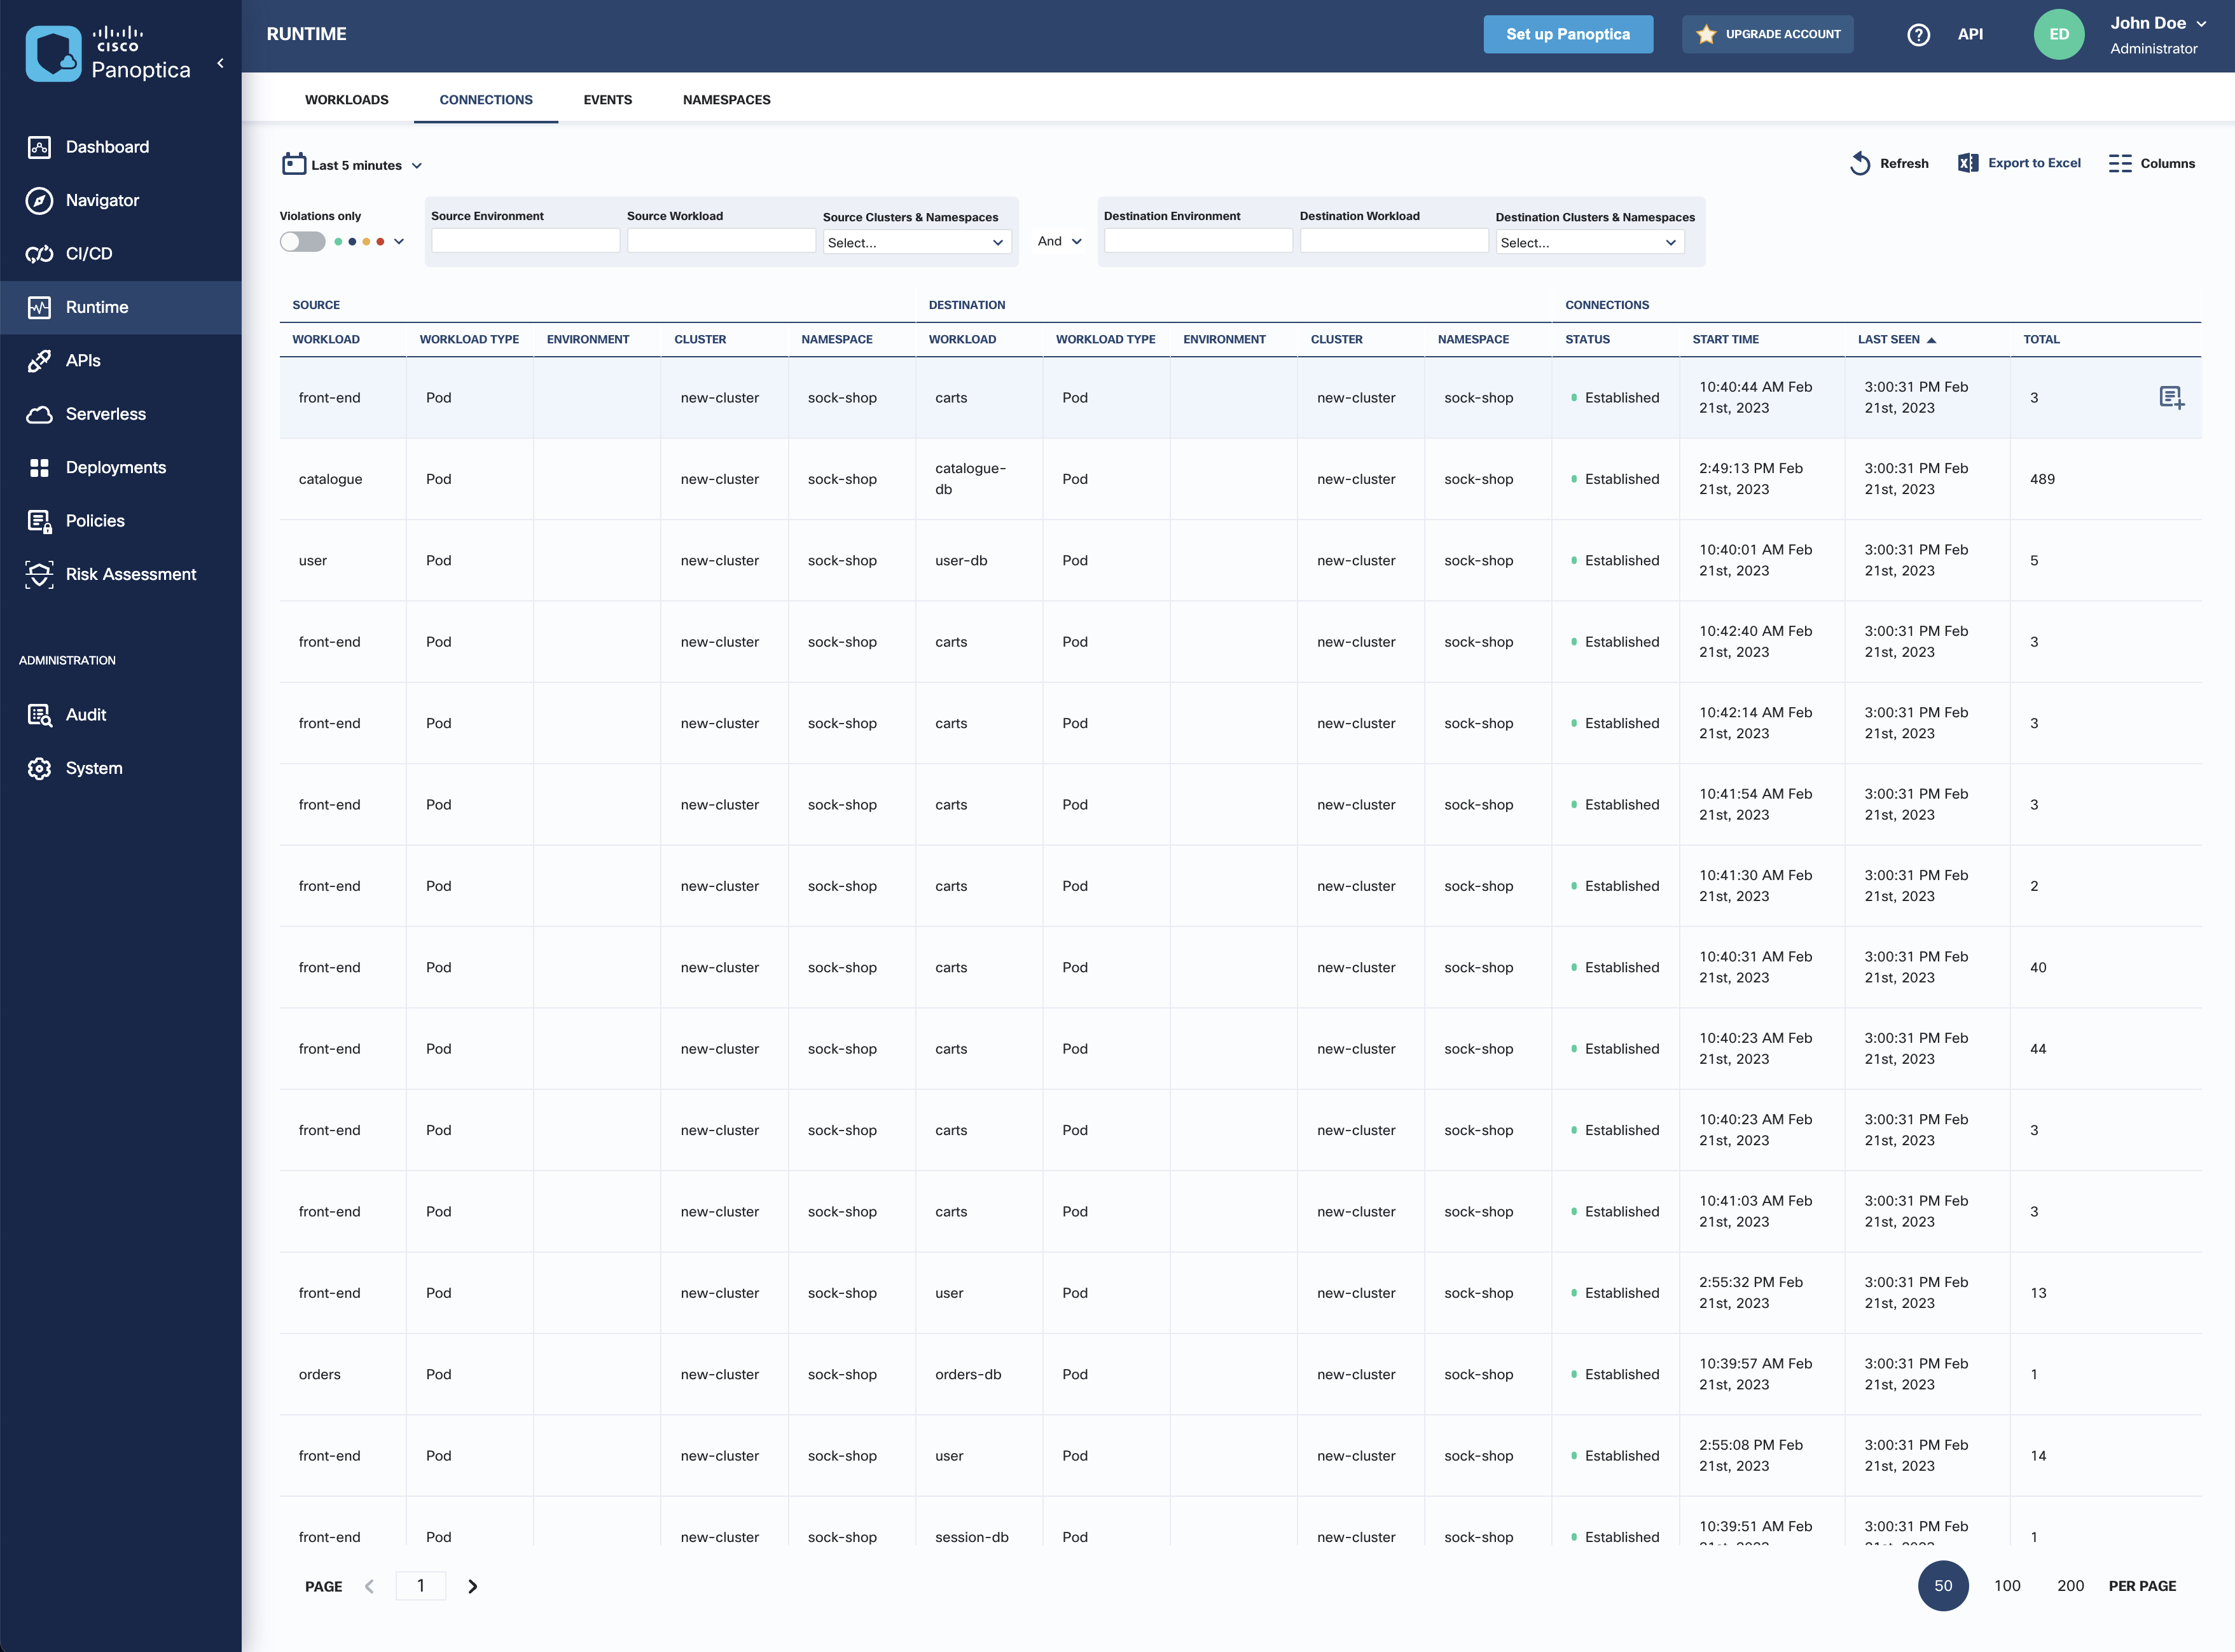 CISCO
Panoptica
RUNTIME
Set up Panoptica
UPGRADE ACCOUNT
API
ED
John Doe
Administrator
Dashboard
Navigator
CI/CD
Runtime
APIs
Serverless
Deployments
Policies
Risk Assessment
ADMINISTRATION
Audit
System
WORKLOADS CONNECTIONS EVENTS NAMESPACES
Last 5 minutes
Refresh Export to Excel Columns
Violations only
Source Environment Source Workload Source Clusters & Namespaces
Select...
And
Destination Environment Destination Workload Destination Clusters & Namespaces
Select...
SOURCE DESTINATION CONNECTIONS
WORKLOAD WORKLOAD TYPE ENVIRONMENT CLUSTER NAMESPACE WORKLOAD WORKLOAD TYPE ENVIRONMENT CLUSTER NAMESPACE STATUS START TIME LAST SEEN TOTAL
front-end Pod new-cluster sock-shop carts Pod new-cluster sock-shop Established 10:40:44 AM Feb 21st, 2023 3:00:31 PM Feb 21st, 2023 3
catalogue Pod new-cluster sock-shop catalogue-db Pod new-cluster sock-shop Established 2:49:13 PM Feb 21st, 2023 3:00:31 PM Feb 21st, 2023 489
user Pod new-cluster sock-shop user-db Pod new-cluster sock-shop Established 10:40:01 AM Feb 21st, 2023 3:00:31 PM Feb 21st, 2023 5
front-end Pod new-cluster sock-shop carts Pod new-cluster sock-shop Established 10:42:40 AM Feb 21st, 2023 3:00:31 PM Feb 21st, 2023 3
front-end Pod new-cluster sock-shop carts Pod new-cluster sock-shop Established 10:42:14 AM Feb 21st, 2023 3:00:31 PM Feb 21st, 2023 3
front-end Pod new-cluster sock-shop carts Pod new-cluster sock-shop Established 10:41:54 AM Feb 21st, 2023 3:00:31 PM Feb 21st, 2023 3
front-end Pod new-cluster sock-shop carts Pod new-cluster sock-shop Established 10:41:30 AM Feb 21st, 2023 3:00:31 PM Feb 21st, 2023 2
front-end Pod new-cluster sock-shop carts Pod new-cluster sock-shop Established 10:40:31 AM Feb 21st, 2023 3:00:31 PM Feb 21st, 2023 40
front-end Pod new-cluster sock-shop carts Pod new-cluster sock-shop Established 10:40:23 AM Feb 21st, 2023 3:00:31 PM Feb 21st, 2023 44
front-end Pod new-cluster sock-shop carts Pod new-cluster sock-shop Established 10:40:23 AM Feb 21st, 2023 3:00:31 PM Feb 21st, 2023 3
front-end Pod new-cluster sock-shop carts Pod new-cluster sock-shop Established 10:41:03 AM Feb 21st, 2023 3:00:31 PM Feb 21st, 2023 3
front-end Pod new-cluster sock-shop user Pod new-cluster sock-shop Established 2:55:32 PM Feb 21st, 2023 3:00:31 PM Feb 21st, 2023 13
orders Pod new-cluster sock-shop orders-db Pod new-cluster sock-shop Established 10:39:57 AM Feb 21st, 2023 3:00:31 PM Feb 21st, 2023 1
front-end Pod new-cluster sock-shop user Pod new-cluster sock-shop Established 2:55:08 PM Feb 21st, 2023 3:00:31 PM Feb 21st, 2023 14
front-end Pod new-cluster sock-shop session-db Pod new-cluster sock-shop Established 10:39:51 AM Feb 3:00:31 PM Feb 1
PAGE 1 50 100 200 PER PAGE